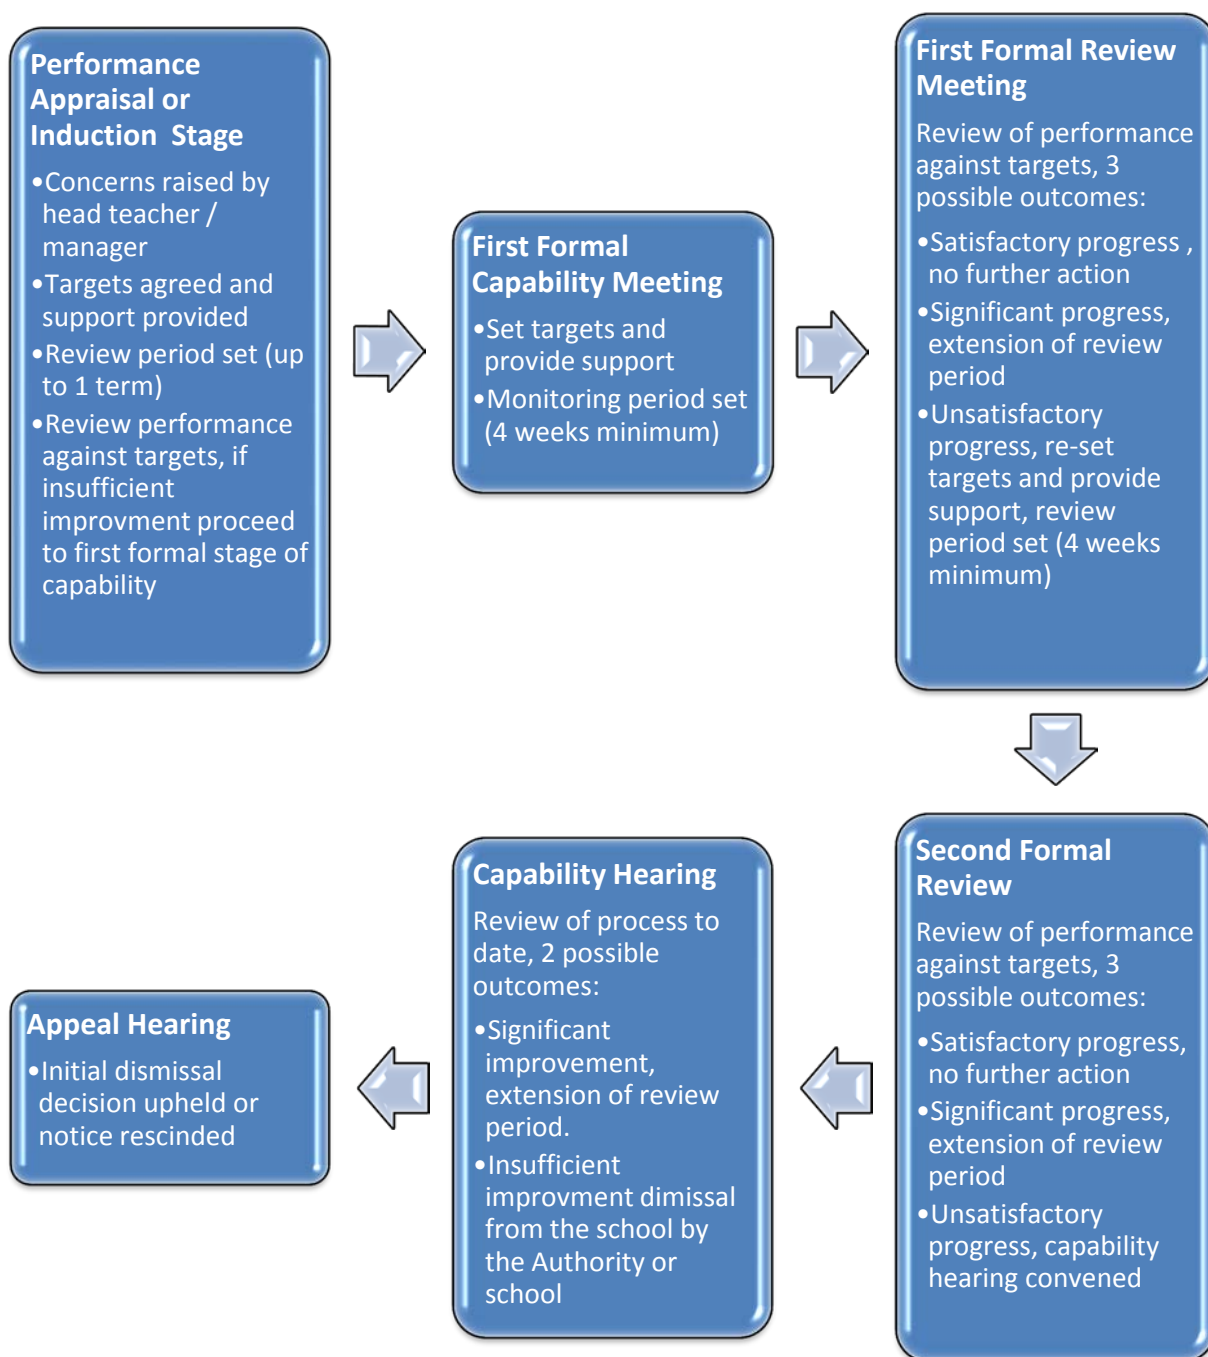 Performance
Appraisal or
Induction Stage
•Concerns raised by
head teacher /
manager
•Targets agreed and
support provided
•Review period set (up
to 1 term)
•Review performance
against targets, if
insufficient
improvment proceed
to first formal stage of
capability
First Formal
Capability Meeting
•Set targets and
provide support
•Monitoring period set
(4 weeks minimum)
First Formal Review
Meeting
Review of performance
against targets, 3
possible outcomes:
•Satisfactory progress ,
no further action
•Significant progress,
extension of review
period
•Unsatisfactory
progress, re-set
targets and provide
support, review
period set (4 weeks
minimum)
Second Formal
Review
Review of performance
against targets, 3
possible outcomes:
•Satisfactory progress,
no further action
•Significant progress,
extension of review
period
•Unsatisfactory
progress, capability
hearing convened
Capability Hearing
Review of process to
date, 2 possible
outcomes:
•Significant
improvement,
extension of review
period.
•Insufficient
improvment dimissal
from the school by
the Authority or
school
Appeal Hearing
•Initial dismissal
decision upheld or
notice rescinded